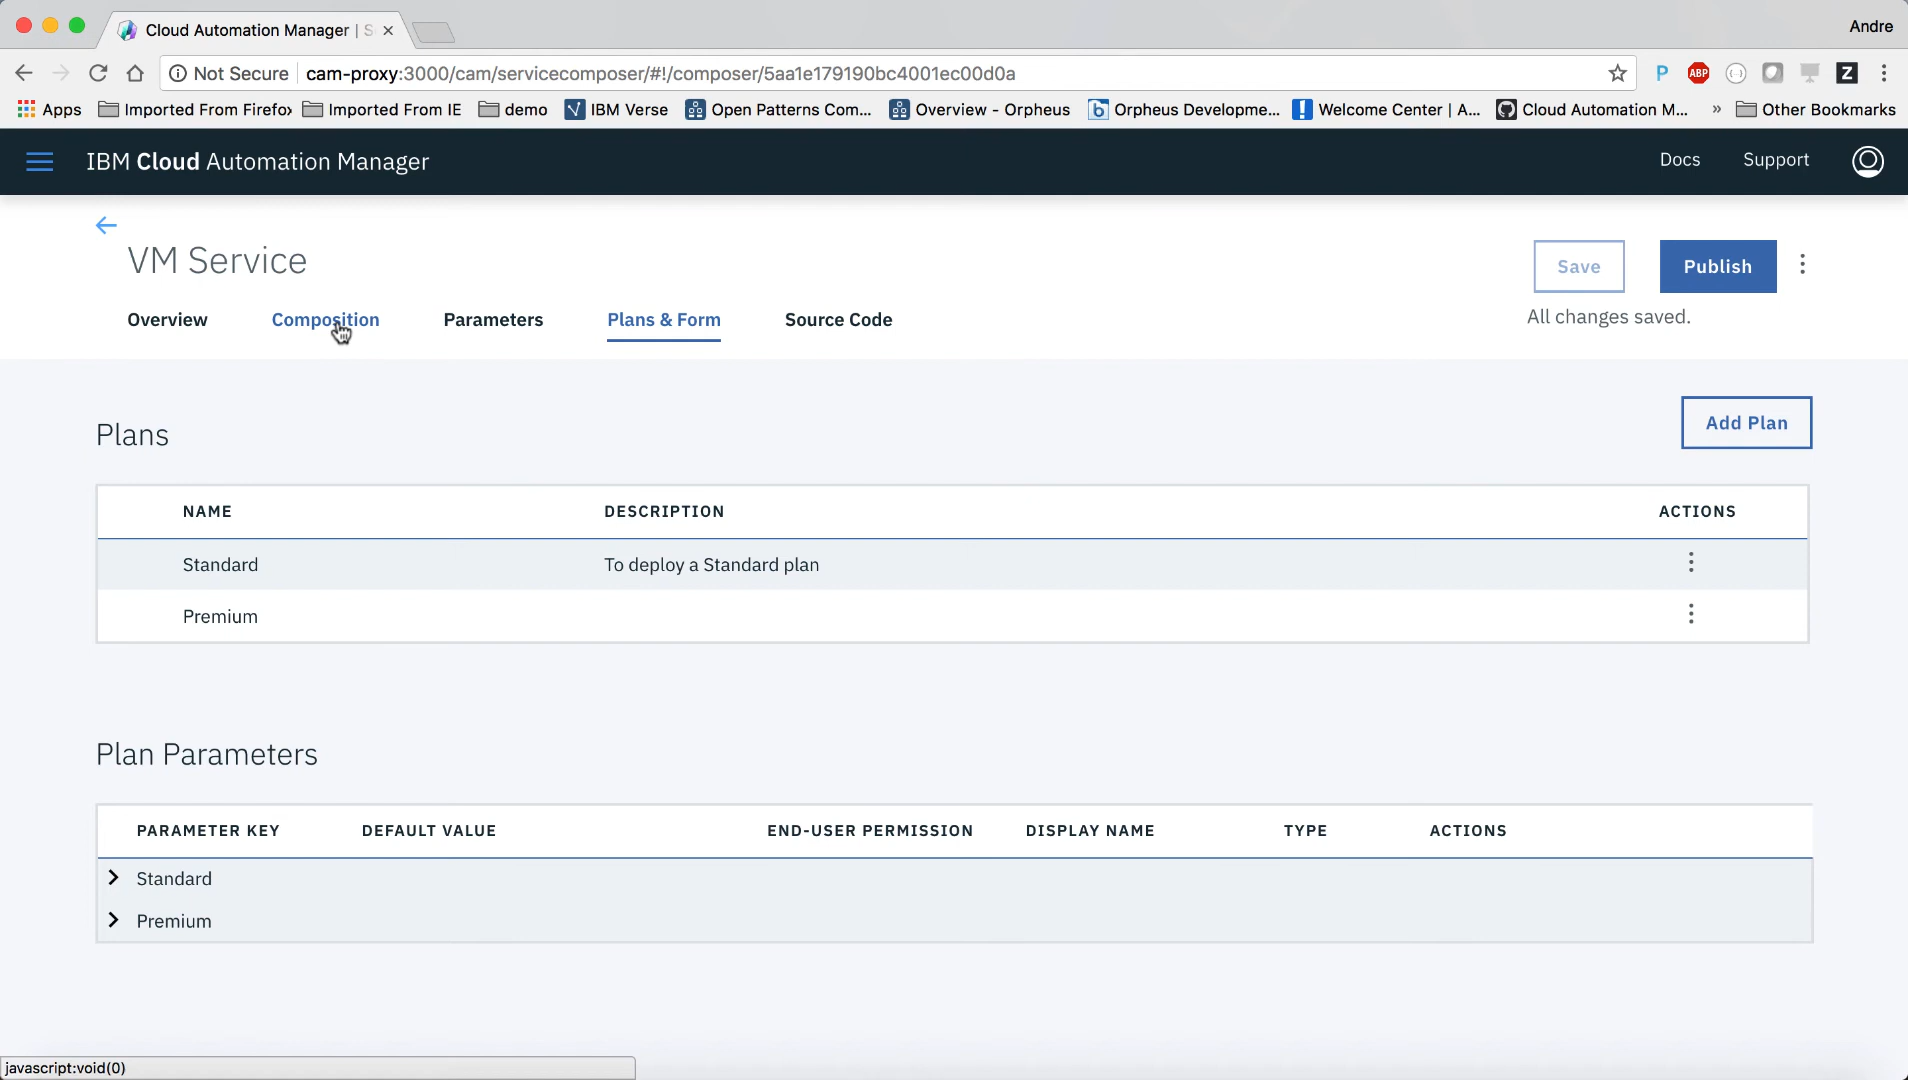 Cloud Automation Manager | S
Andre
Not Secure cam-proxy:3000/cam/servicecomposer/#!/composer/5aa1e179190bc4001ec00d0a
P ABP Z
Apps Imported From Firefox Imported From IE demo IBM Verse Open Patterns Com... Overview - Orpheus Orpheus Developme... Welcome Center | A... Cloud Automation M... » Other Bookmarks
IBM Cloud Automation Manager Docs Support
VM Service
Save Publish
Overview Composition Parameters Plans & Form Source Code
All changes saved.
Plans
Add Plan
NAME DESCRIPTION ACTIONS
Standard To deploy a Standard plan
Premium
Plan Parameters
PARAMETER KEY DEFAULT VALUE END-USER PERMISSION DISPLAY NAME TYPE ACTIONS
Standard
Premium
javascript:void(0)